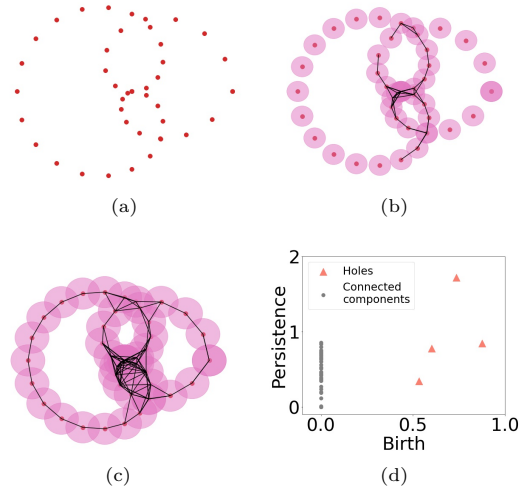 (a)
(b)
(c)
2
1
0
Persistence
Holes
Connected
components
0.0
0.5
1.0
Birth
(d)